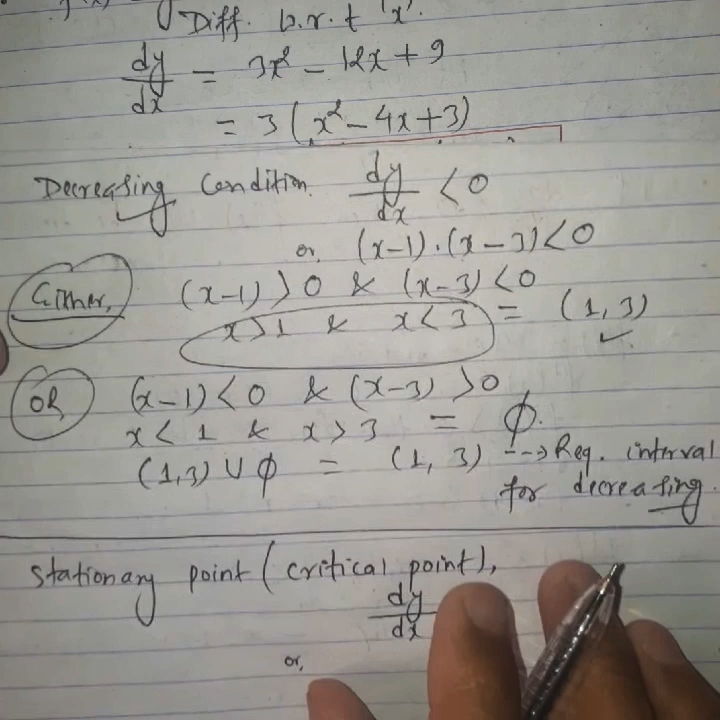 Diff. w.r.t 'x'.
dy/dx = 3x² - 12x + 9
= 3(x² - 4x + 3)
Decreasing Condition. dy/dx < 0
or, (x-1).(x-3) < 0
Either, (x-1) > 0 & (x-3) < 0
x > 1 & x < 3 = (1, 3) ✓
OR, (x-1) < 0 & (x-3) > 0
x < 1 & x > 3 = ϕ.
(1,3) ∪ ϕ = (1, 3) --→ Req. interval
for decreasing.
Stationary point (critical point),
dy/dx
or,